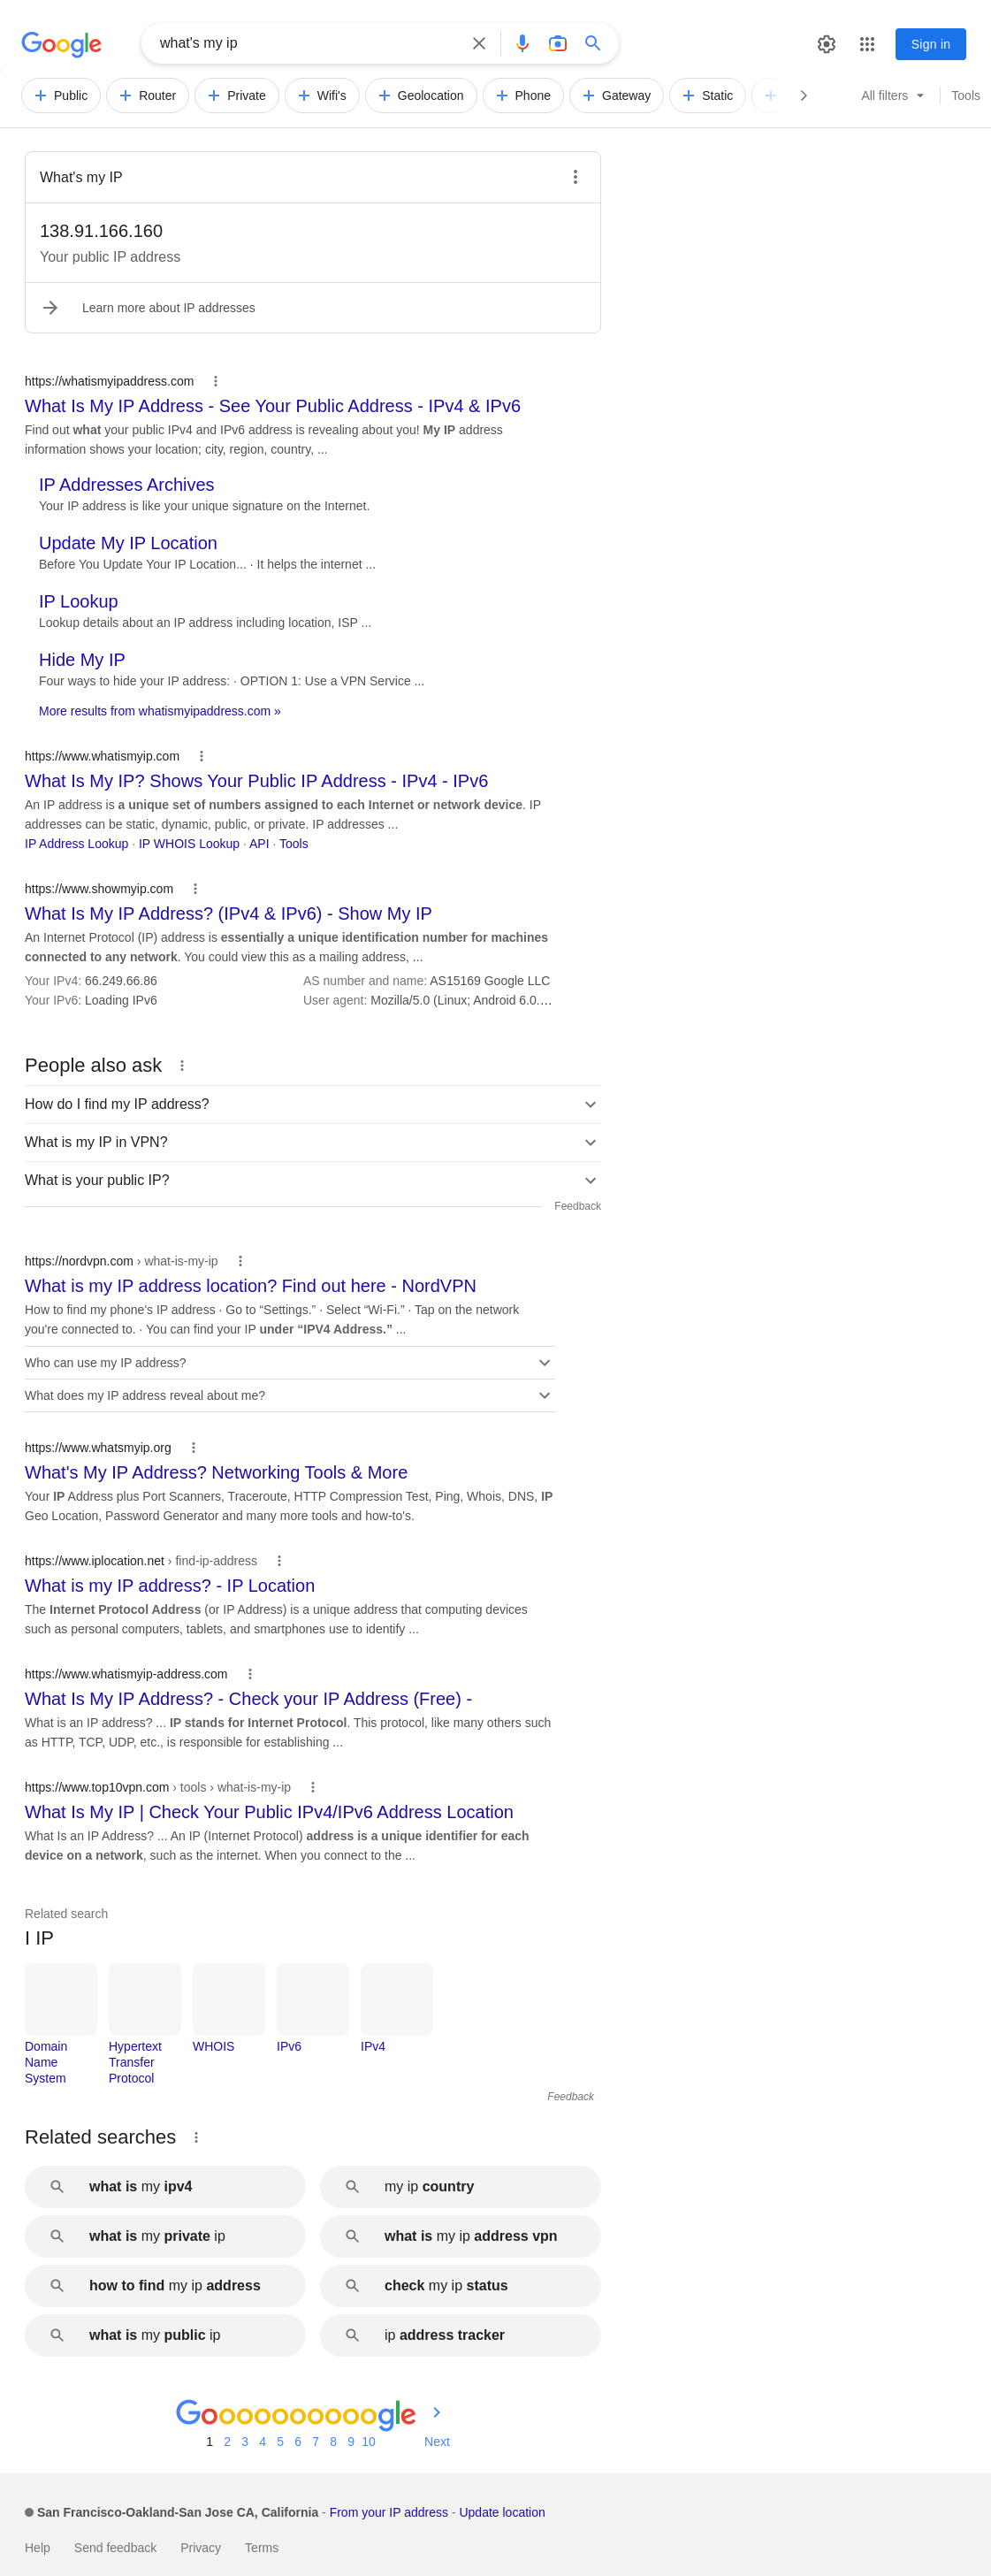 Google
what's my ip
Sign in
Public
Router
Private
Wifi's
Geolocation
Phone
Gateway
Static
All filters
Tools
What's my IP
138.91.166.160
Your public IP address
Learn more about IP addresses
https://whatismyipaddress.com
What Is My IP Address - See Your Public Address - IPv4 & IPv6
Find out what your public IPv4 and IPv6 address is revealing about you! My IP address
information shows your location; city, region, country, ...
IP Addresses Archives
Your IP address is like your unique signature on the Internet.
Update My IP Location
Before You Update Your IP Location... · It helps the internet ...
IP Lookup
Lookup details about an IP address including location, ISP ...
Hide My IP
Four ways to hide your IP address: · OPTION 1: Use a VPN Service ...
More results from whatismyipaddress.com »
https://www.whatismyip.com
What Is My IP? Shows Your Public IP Address - IPv4 - IPv6
An IP address is a unique set of numbers assigned to each Internet or network device. IP
addresses can be static, dynamic, public, or private. IP addresses ...
IP Address Lookup · IP WHOIS Lookup · API · Tools
https://www.showmyip.com
What Is My IP Address? (IPv4 & IPv6) - Show My IP
An Internet Protocol (IP) address is essentially a unique identification number for machines
connected to any network. You could view this as a mailing address, ...
Your IPv4: 66.249.66.86
AS number and name: AS15169 Google LLC
Your IPv6: Loading IPv6
User agent: Mozilla/5.0 (Linux; Android 6.0....
People also ask
How do I find my IP address?
What is my IP in VPN?
What is your public IP?
Feedback
https://nordvpn.com › what-is-my-ip
What is my IP address location? Find out here - NordVPN
How to find my phone's IP address · Go to “Settings.” · Select “Wi-Fi.” · Tap on the network
you're connected to. · You can find your IP under “IPV4 Address.” ...
Who can use my IP address?
What does my IP address reveal about me?
https://www.whatsmyip.org
What's My IP Address? Networking Tools & More
Your IP Address plus Port Scanners, Traceroute, HTTP Compression Test, Ping, Whois, DNS, IP
Geo Location, Password Generator and many more tools and how-to's.
https://www.iplocation.net › find-ip-address
What is my IP address? - IP Location
The Internet Protocol Address (or IP Address) is a unique address that computing devices
such as personal computers, tablets, and smartphones use to identify ...
https://www.whatismyip-address.com
What Is My IP Address? - Check your IP Address (Free) -
What is an IP address? ... IP stands for Internet Protocol. This protocol, like many others such
as HTTP, TCP, UDP, etc., is responsible for establishing ...
https://www.top10vpn.com › tools › what-is-my-ip
What Is My IP | Check Your Public IPv4/IPv6 Address Location
What Is an IP Address? ... An IP (Internet Protocol) address is a unique identifier for each
device on a network, such as the internet. When you connect to the ...
Related search
I IP
Domain
Name
System
Hypertext
Transfer
Protocol
WHOIS
IPv6
IPv4
Feedback
Related searches
what is my ipv4
my ip country
what is my private ip
what is my ip address vpn
how to find my ip address
check my ip status
what is my public ip
ip address tracker
Goooooooooogle
1 2 3 4 5 6 7 8 9 10 Next
San Francisco-Oakland-San Jose CA, California - From your IP address - Update location
Help Send feedback Privacy Terms